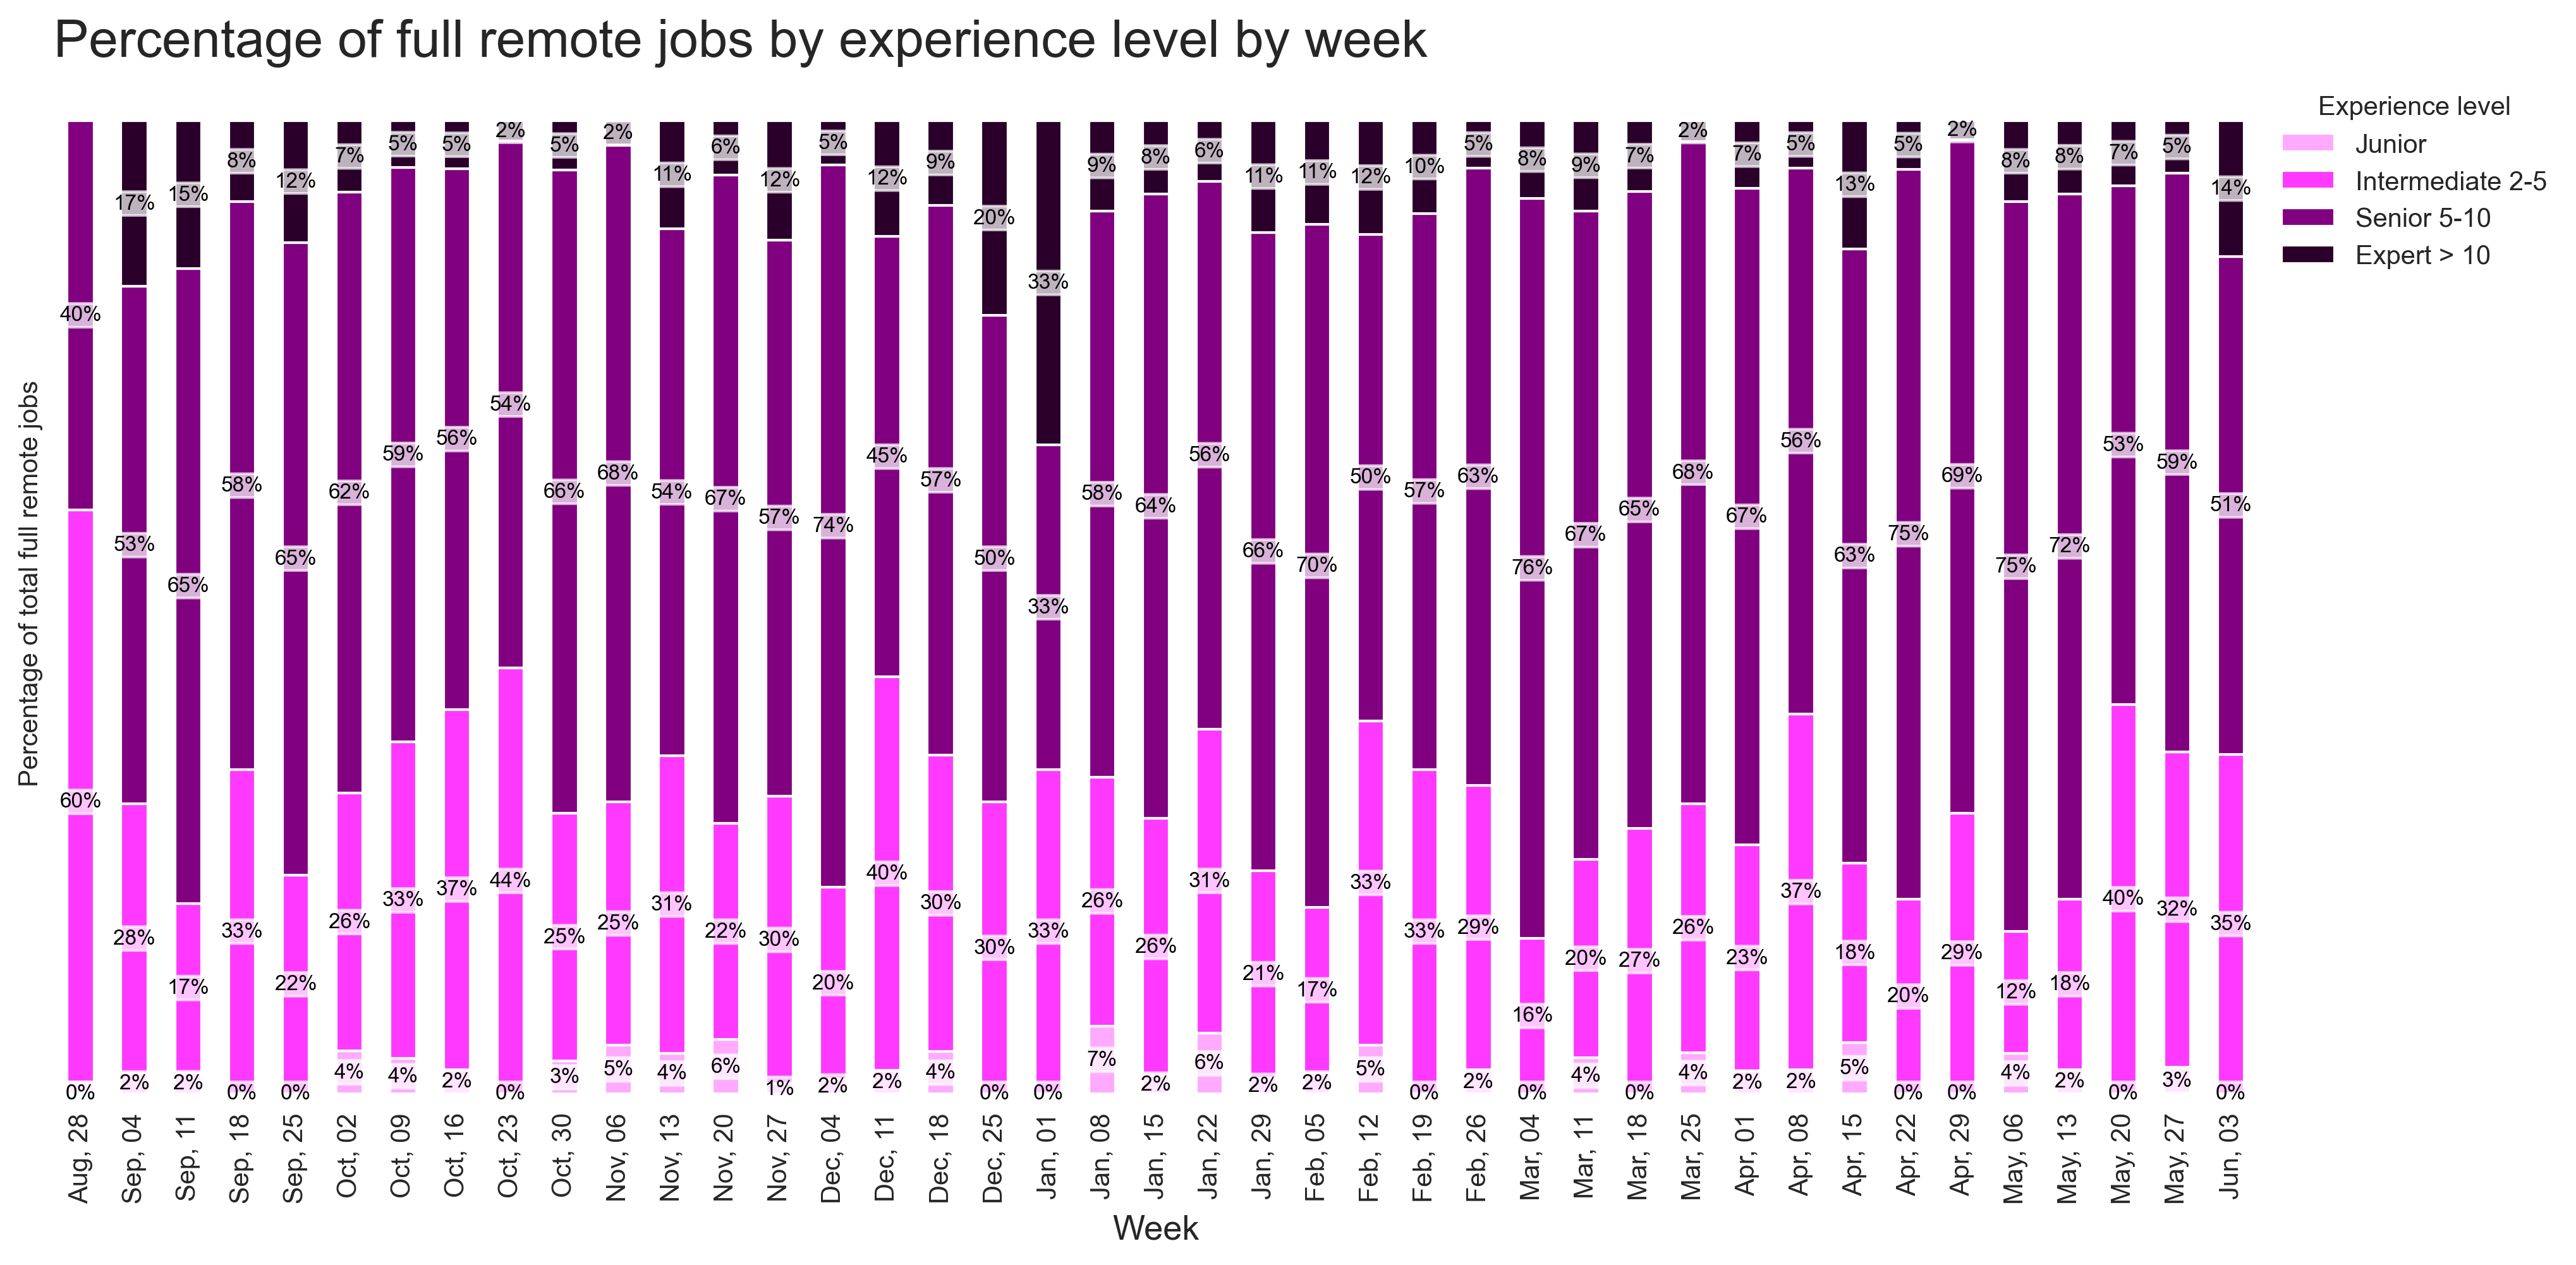 Percentage of full remote jobs by experience level by week
Experience level
Junior
Intermediate 2-5
Senior 5-10
Expert > 10
Percentage of total full remote jobs
40% 60% 0%
17% 53% 28% 2%
15% 65% 17% 2%
8% 58% 33% 0%
12% 65% 22% 0%
7% 62% 26% 4%
5% 59% 33% 4%
5% 56% 37% 2%
2% 54% 44% 0%
5% 66% 25% 3%
2% 68% 25% 5%
11% 54% 31% 4%
6% 67% 22% 6%
12% 57% 30% 1%
5% 74% 20% 2%
12% 45% 40% 2%
9% 57% 30% 4%
20% 50% 30% 0%
33% 33% 33% 0%
9% 58% 26% 7%
8% 64% 26% 2%
6% 56% 31% 6%
11% 66% 21% 2%
11% 70% 17% 2%
12% 50% 33% 5%
10% 57% 33% 0%
5% 63% 29% 2%
8% 76% 16% 0%
9% 67% 20% 4%
7% 65% 27% 0%
2% 68% 26% 4%
7% 67% 23% 2%
5% 56% 37% 2%
13% 63% 18% 5%
5% 75% 20% 0%
2% 69% 29% 0%
8% 75% 12% 4%
8% 72% 18% 2%
7% 53% 40% 0%
5% 59% 32% 3%
14% 51% 35% 0%
Aug, 28
Sep, 04
Sep, 11
Sep, 18
Sep, 25
Oct, 02
Oct, 09
Oct, 16
Oct, 23
Oct, 30
Nov, 06
Nov, 13
Nov, 20
Nov, 27
Dec, 04
Dec, 11
Dec, 18
Dec, 25
Jan, 01
Jan, 08
Jan, 15
Jan, 22
Jan, 29
Feb, 05
Feb, 12
Feb, 19
Feb, 26
Mar, 04
Mar, 11
Mar, 18
Mar, 25
Apr, 01
Apr, 08
Apr, 15
Apr, 22
Apr, 29
May, 06
May, 13
May, 20
May, 27
Jun, 03
Week